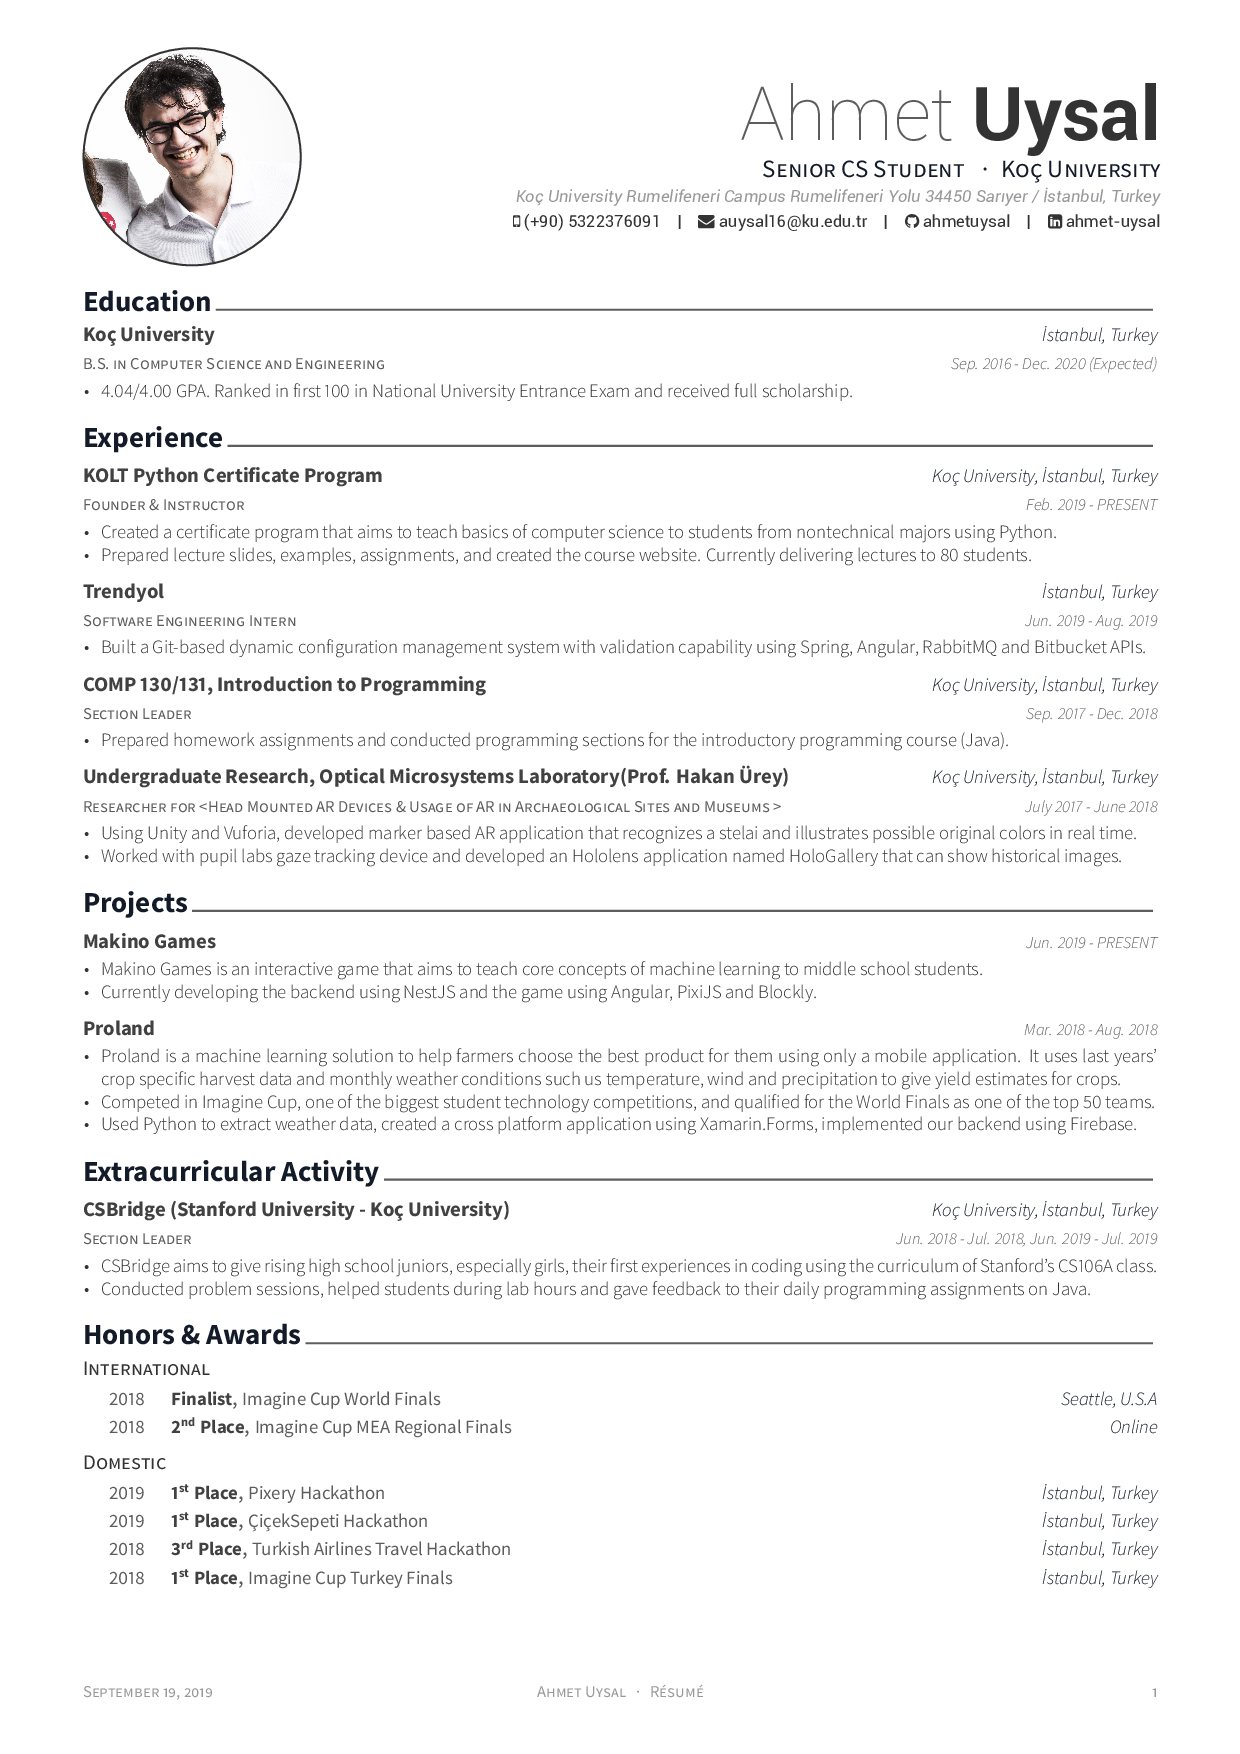 Ahmet Uysal
Senior CS Student · Koç University
Koç University Rumelifeneri Campus Rumelifeneri Yolu 34450 Sarıyer / İstanbul, Turkey
(+90) 5322376091 | auysal16@ku.edu.tr | ahmetuysal | ahmet-uysal
Education
Koç University İstanbul, Turkey
B.S. in Computer Science and Engineering Sep. 2016 - Dec. 2020 (Expected)
• 4.04/4.00 GPA. Ranked in first 100 in National University Entrance Exam and received full scholarship.
Experience
KOLT Python Certificate Program Koç University, İstanbul, Turkey
Founder & Instructor Feb. 2019 - PRESENT
• Created a certificate program that aims to teach basics of computer science to students from nontechnical majors using Python.
• Prepared lecture slides, examples, assignments, and created the course website. Currently delivering lectures to 80 students.
Trendyol İstanbul, Turkey
Software Engineering Intern Jun. 2019 - Aug. 2019
• Built a Git-based dynamic configuration management system with validation capability using Spring, Angular, RabbitMQ and Bitbucket APIs.
COMP 130/131, Introduction to Programming Koç University, İstanbul, Turkey
Section Leader Sep. 2017 - Dec. 2018
• Prepared homework assignments and conducted programming sections for the introductory programming course (Java).
Undergraduate Research, Optical Microsystems Laboratory(Prof. Hakan Ürey) Koç University, İstanbul, Turkey
Researcher for <Head Mounted AR Devices & Usage of AR in Archaeological Sites and Museums > July 2017 - June 2018
• Using Unity and Vuforia, developed marker based AR application that recognizes a stelai and illustrates possible original colors in real time.
• Worked with pupil labs gaze tracking device and developed an Hololens application named HoloGallery that can show historical images.
Projects
Makino Games Jun. 2019 - PRESENT
• Makino Games is an interactive game that aims to teach core concepts of machine learning to middle school students.
• Currently developing the backend using NestJS and the game using Angular, PixiJS and Blockly.
Proland Mar. 2018 - Aug. 2018
• Proland is a machine learning solution to help farmers choose the best product for them using only a mobile application. It uses last years’
crop specific harvest data and monthly weather conditions such us temperature, wind and precipitation to give yield estimates for crops.
• Competed in Imagine Cup, one of the biggest student technology competitions, and qualified for the World Finals as one of the top 50 teams.
• Used Python to extract weather data, created a cross platform application using Xamarin.Forms, implemented our backend using Firebase.
Extracurricular Activity
CSBridge (Stanford University - Koç University) Koç University, İstanbul, Turkey
Section Leader Jun. 2018 - Jul. 2018, Jun. 2019 - Jul. 2019
• CSBridge aims to give rising high school juniors, especially girls, their first experiences in coding using the curriculum of Stanford’s CS106A class.
• Conducted problem sessions, helped students during lab hours and gave feedback to their daily programming assignments on Java.
Honors & Awards
International
2018 Finalist, Imagine Cup World Finals Seattle, U.S.A
2018 2nd Place, Imagine Cup MEA Regional Finals Online
Domestic
2019 1st Place, Pixery Hackathon İstanbul, Turkey
2019 1st Place, ÇiçekSepeti Hackathon İstanbul, Turkey
2018 3rd Place, Turkish Airlines Travel Hackathon İstanbul, Turkey
2018 1st Place, Imagine Cup Turkey Finals İstanbul, Turkey
September 19, 2019 Ahmet Uysal · Résumé 1